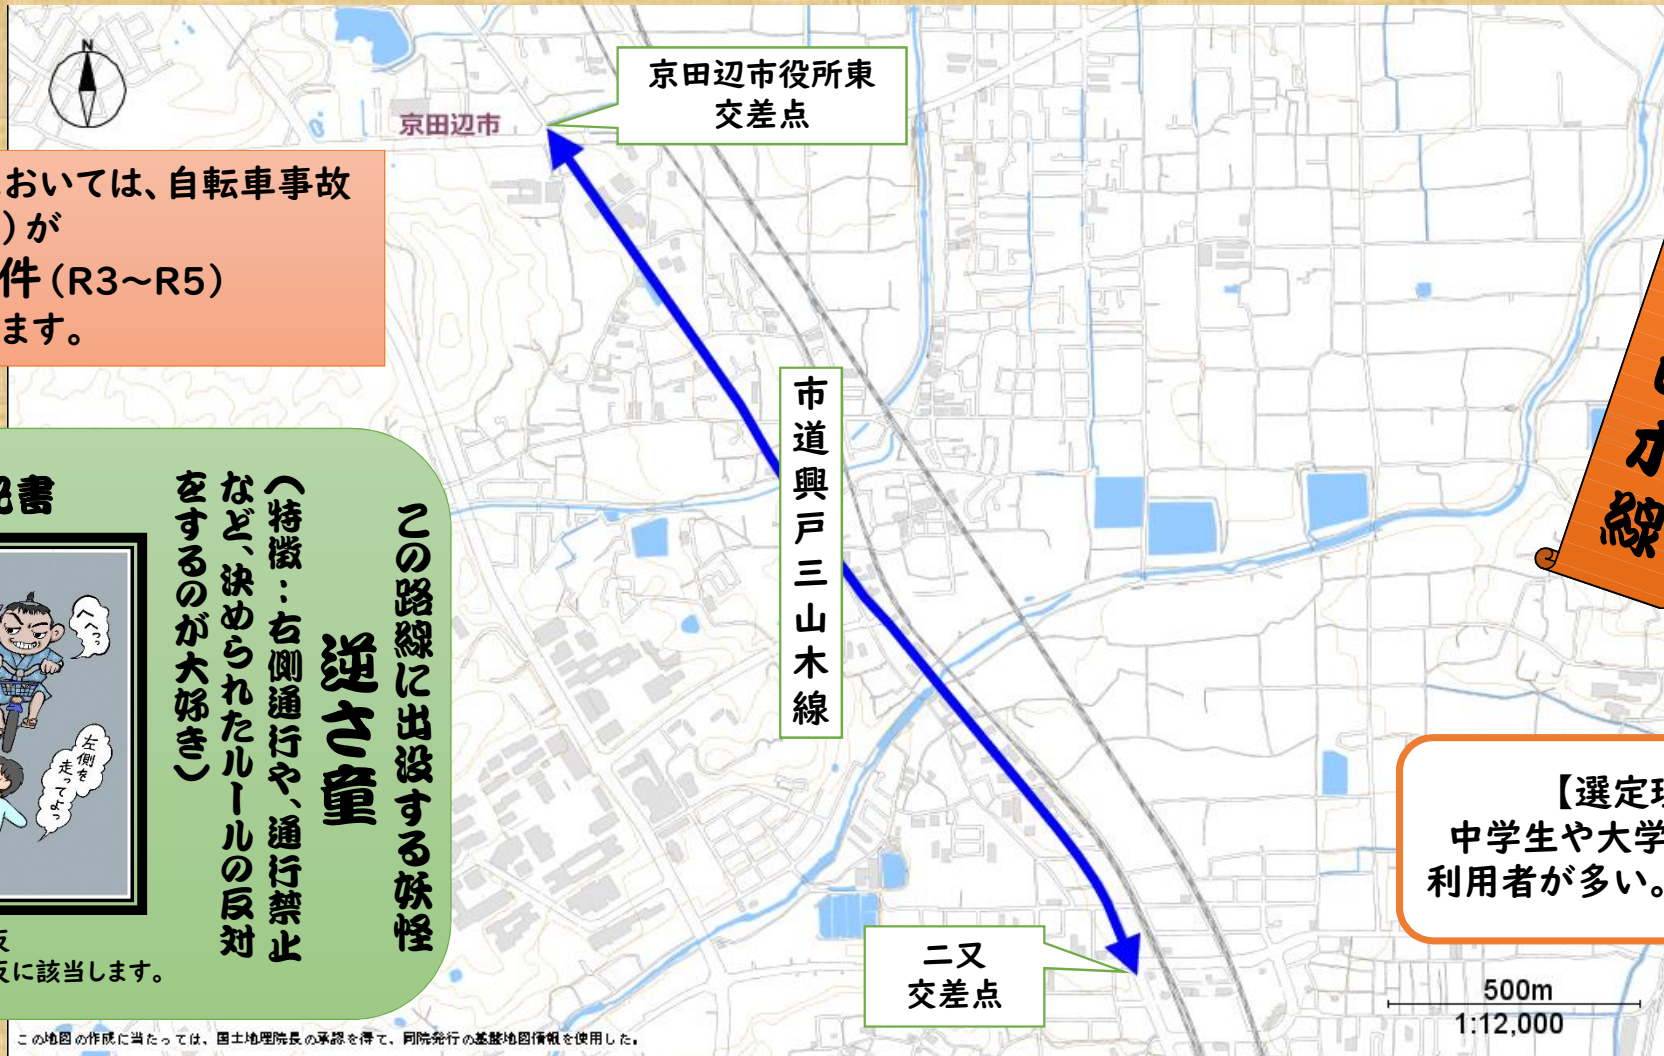 N
京田辺市役所東
交差点
京田辺市
おいては、自転車事故
)が
件(R3～R5)
ます。
市道興戸三山木線
この路線に出没する妖怪
逆さ童
(特徴：右側通行や、通行禁止
など、決められたルールの反対
をするのが大好き)
書
へへっ
左側を
走ってよっ
反に該当します。
木
線
【選定理
中学生や大学
利用者が多い。
二又
交差点
500m
1:12,000
この地図の作成に当たっては、国土地理院長の承認を得て、同院発行の基盤地図情報を使用した。